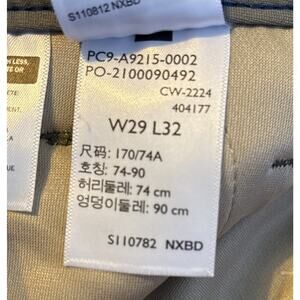 S110812 NXBD
PC9-A9215-0002
PO-2100090492
CW-2224
404177
W29 L32
尺码: 170/74A
호칭: 74-90
허리둘레: 74 cm
엉덩이둘레: 90 cm
S110782 NXBD